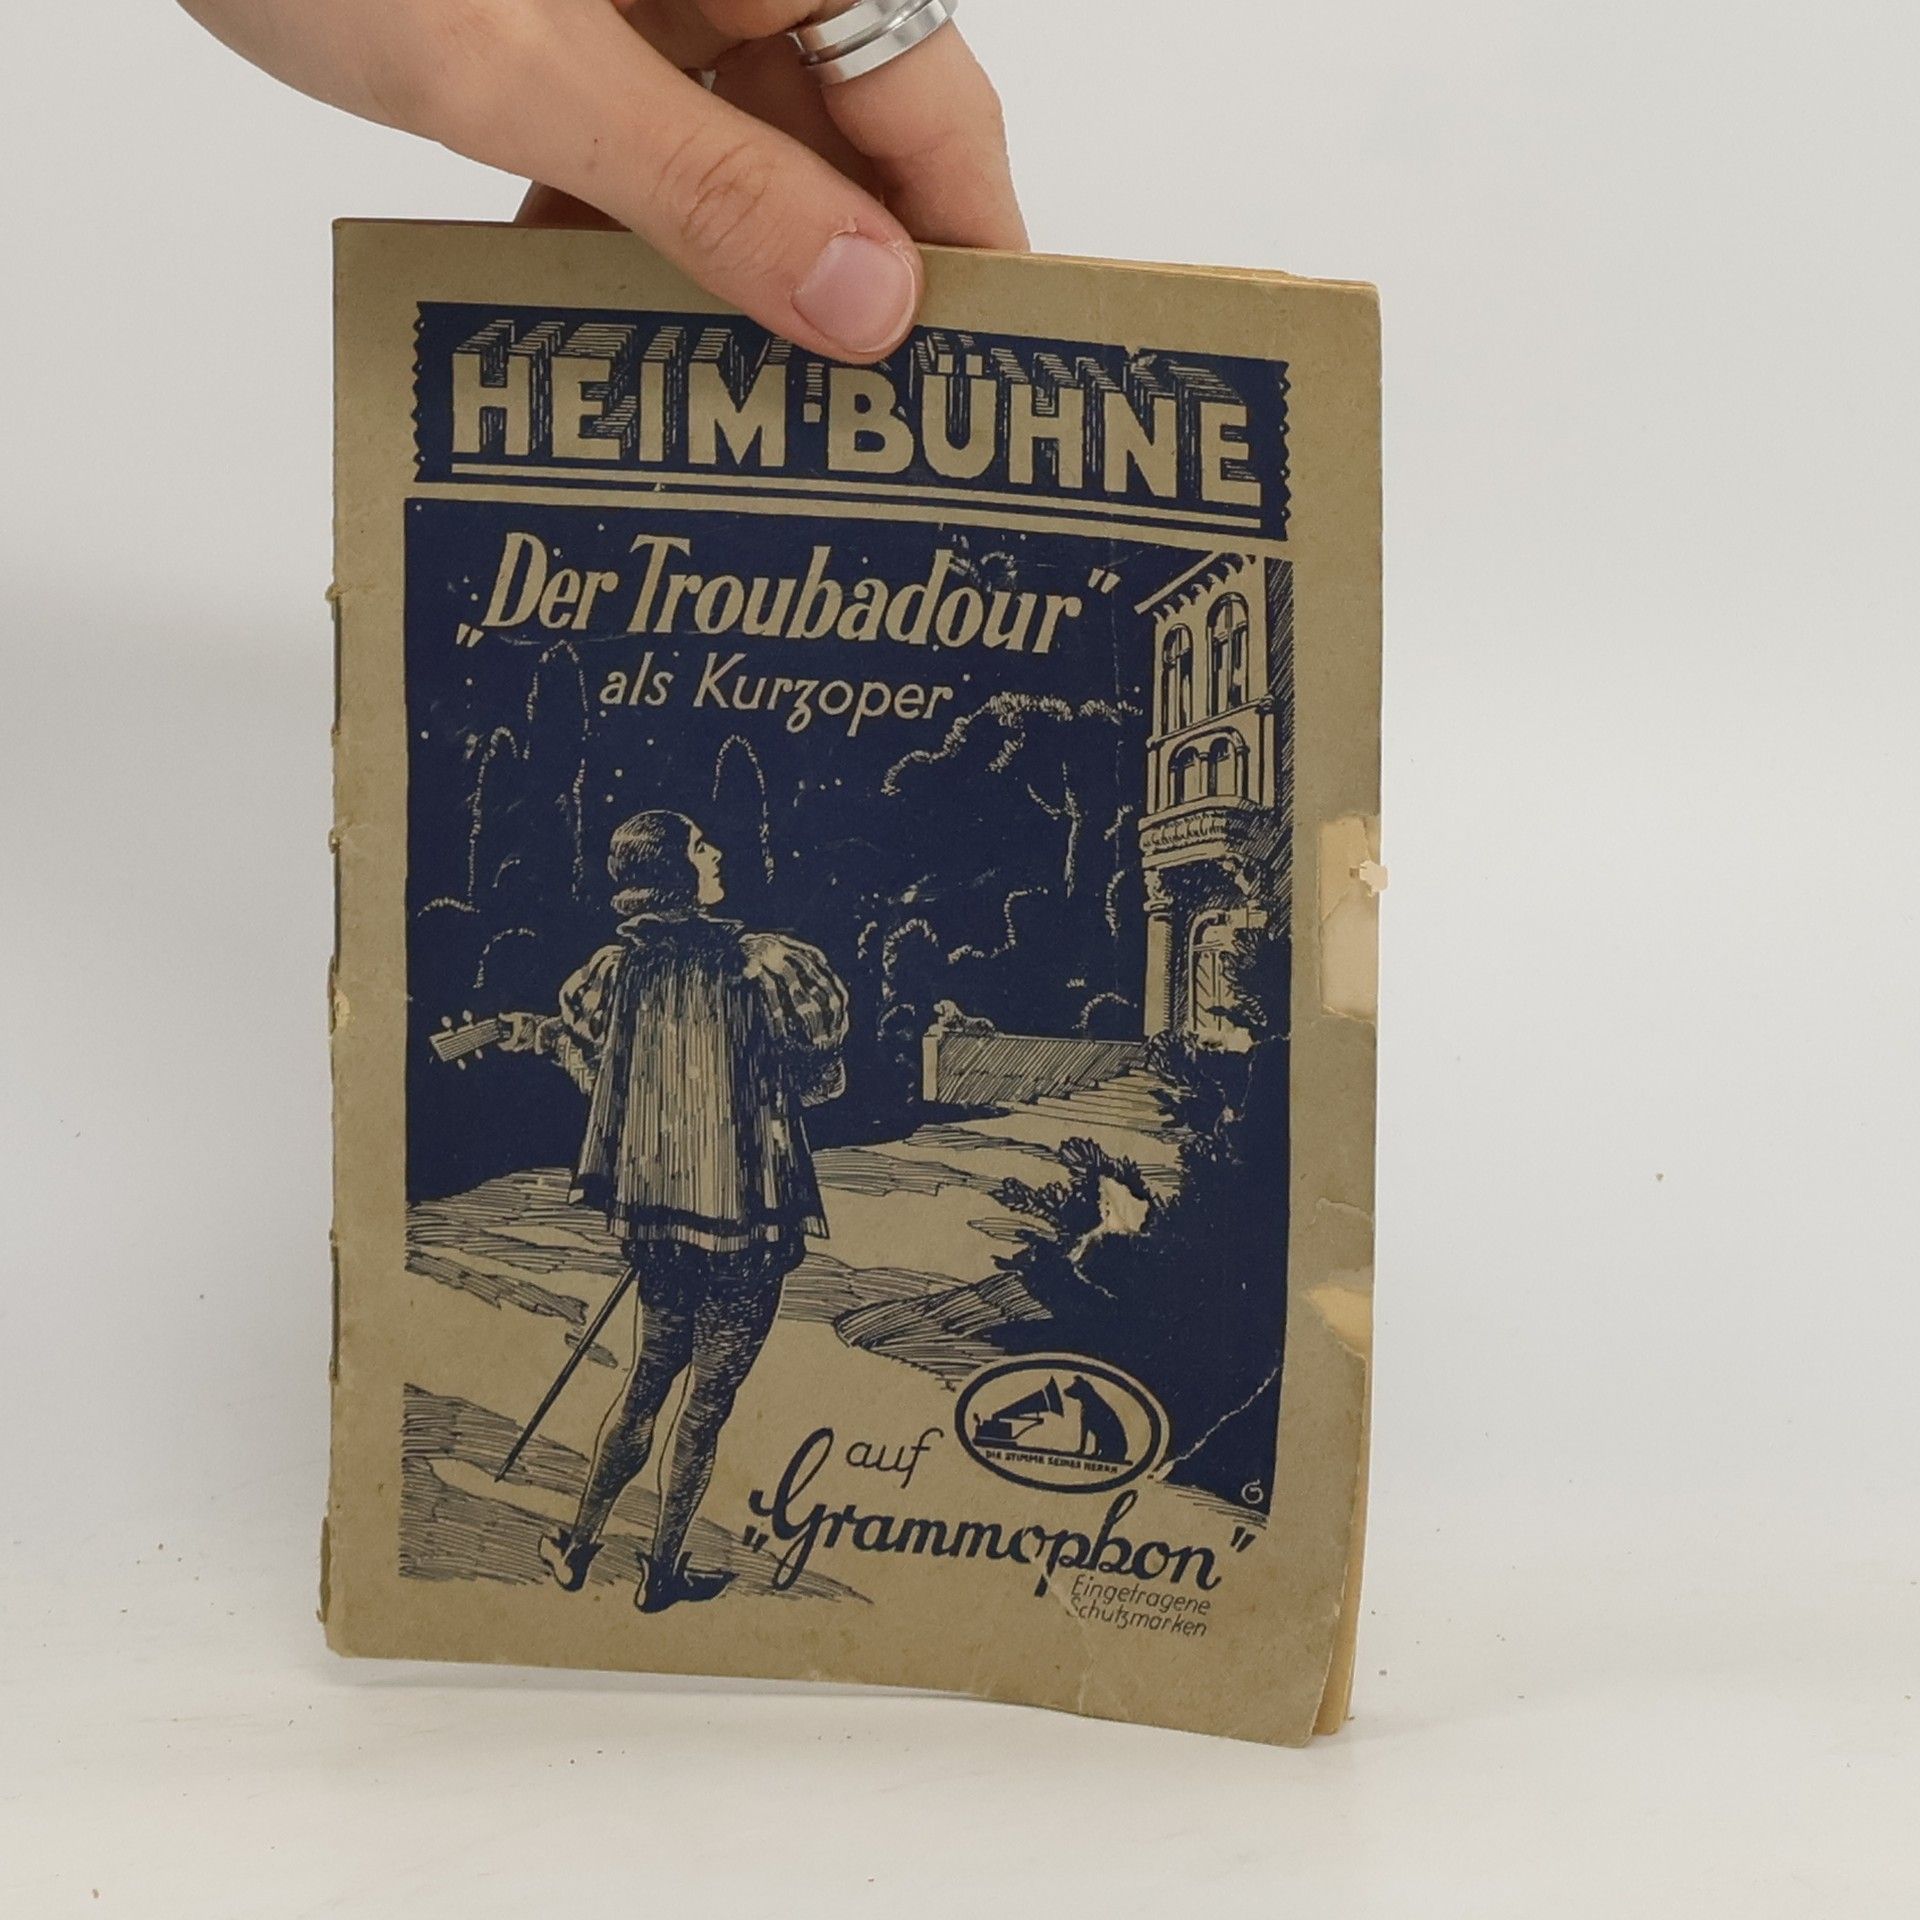 HEIM·BÜHNE
„Der Troubadour"
als Kurzoper
auf
DIE STIMME SEINES HERRN
„Grammophon"
Eingetragene
Schutzmarken
G